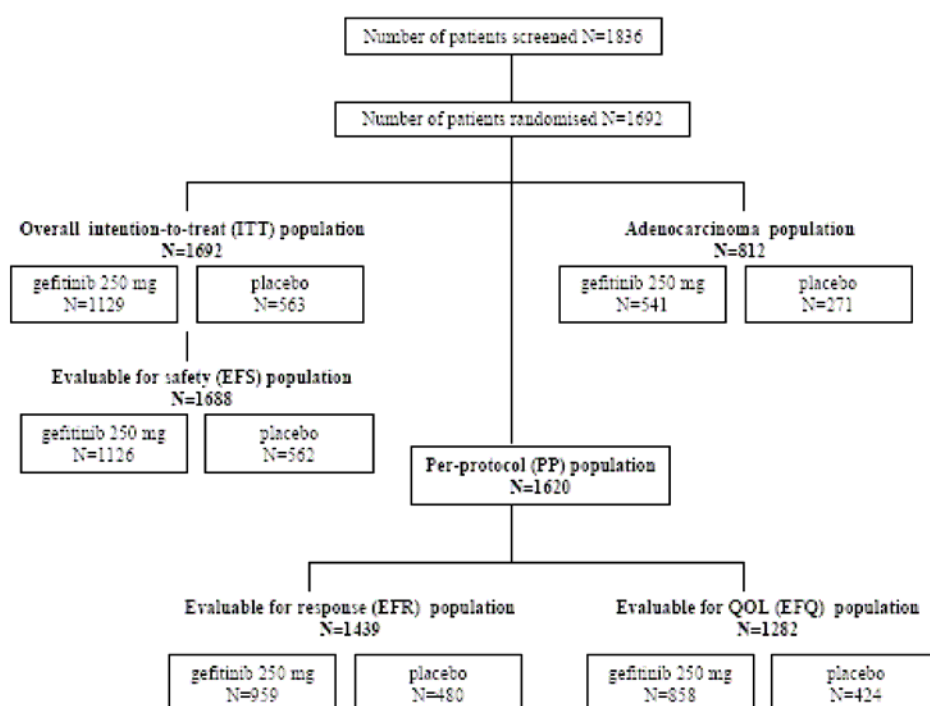 Number of patients screened N=1836
Number of patients randomised N=1692
Overall intention-to-treat (ITT) population
N=1692
gefitinib 250 mg
N=1129
placebo
N=563
Adenocarcinoma population
N=812
gefitinib 250 mg
N=541
placebo
N=271
Evaluable for safety (EFS) population
N=1688
gefitinib 250 mg
N=1126
placebo
N=562
Per-protocol (PP) population
N=1620
Evaluable for response (EFR) population
N=1439
gefitinib 250 mg
N=959
placebo
N=480
Evaluable for QOL (EFQ) population
N=1282
gefitinib 250 mg
N=858
placebo
N=424